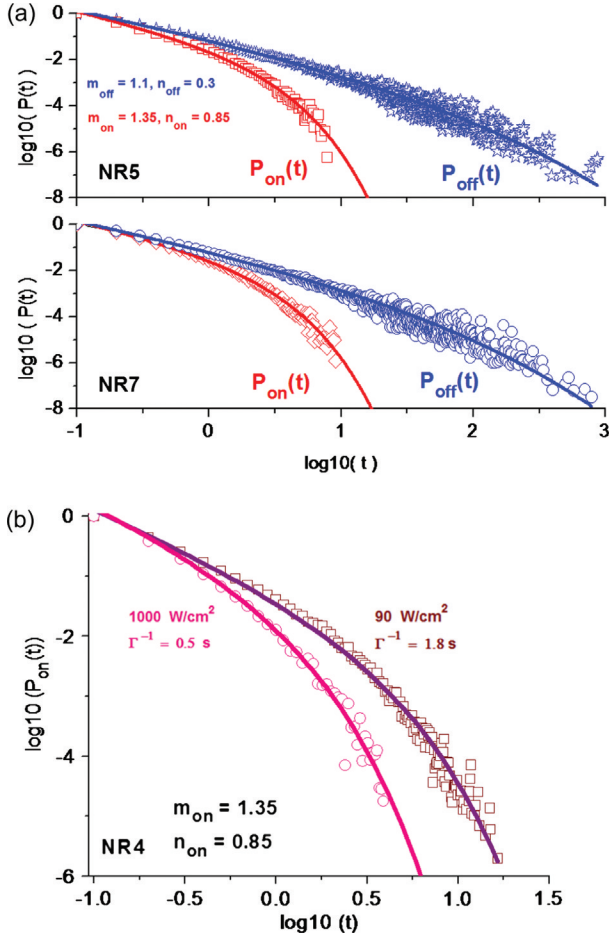 (a)
0
-2
-4
-6
-8
log10( P(t) )
m_off = 1.1, n_off = 0.3
m_on = 1.35, n_on = 0.85
NR5
P_on(t)
P_off(t)
0
-2
-4
-6
-8
log10( P(t) )
NR7
P_on(t)
P_off(t)
-1 0 1 2 3
log10( t )
(b)
0
-2
-4
-6
log10 (P_on(t))
1000 W/cm²
Γ⁻¹ = 0.5 s
90 W/cm²
Γ⁻¹ = 1.8 s
m_on = 1.35
n_on = 0.85
NR4
-1.0 -0.5 0.0 0.5 1.0 1.5
log10 (t)